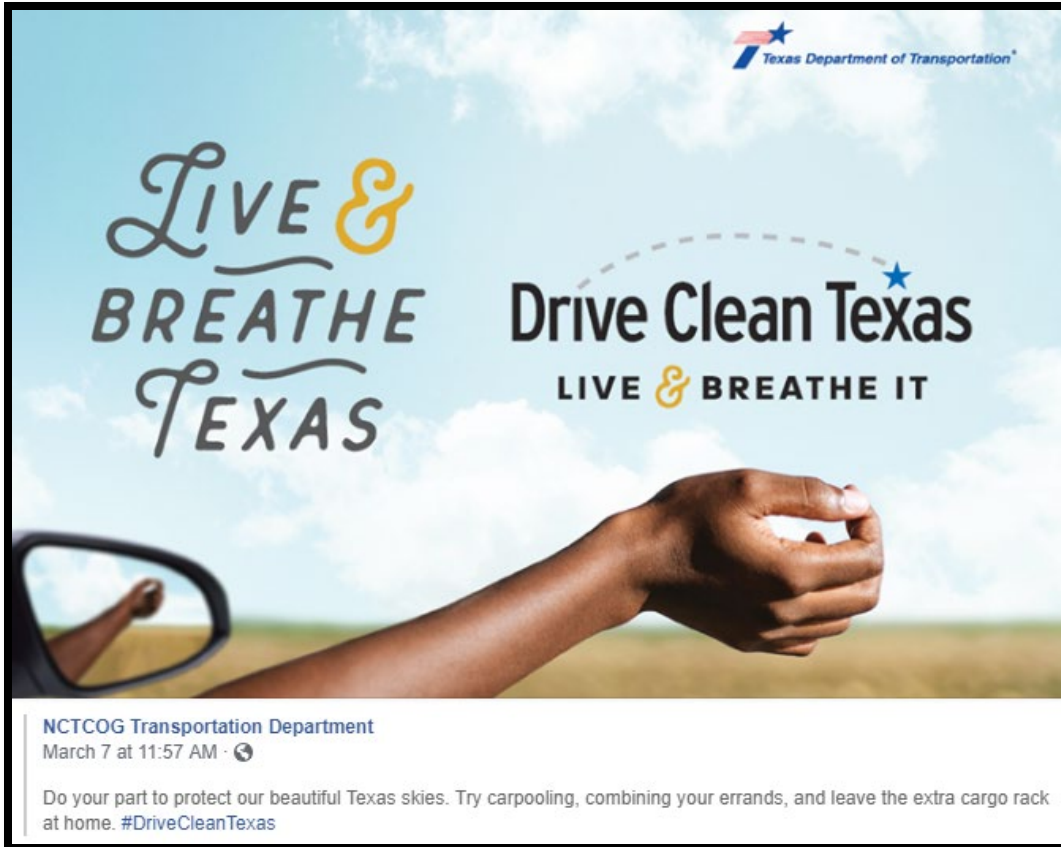 Texas Department of Transportation®
LIVE &
BREATHE
TEXAS
Drive Clean Texas
LIVE & BREATHE IT
NCTCOG Transportation Department
March 7 at 11:57 AM ·
Do your part to protect our beautiful Texas skies. Try carpooling, combining your errands, and leave the extra cargo rack
at home. #DriveCleanTexas